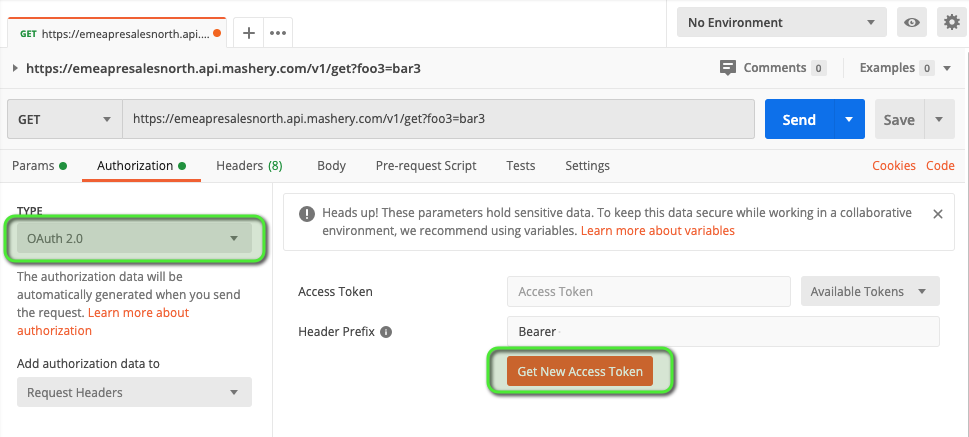 No Environment
GET https://emeapresalesnorth.api....
https://emeapresalesnorth.api.mashery.com/v1/get?foo3=bar3
Comments 0
Examples 0
GET
https://emeapresalesnorth.api.mashery.com/v1/get?foo3=bar3
Send
Save
Params
Authorization
Headers (8)
Body
Pre-request Script
Tests
Settings
Cookies
Code
TYPE
OAuth 2.0
The authorization data will be
automatically generated when you send
the request. Learn more about
authorization
Add authorization data to
Request Headers
Heads up! These parameters hold sensitive data. To keep this data secure while working in a collaborative
environment, we recommend using variables. Learn more about variables
Access Token
Access Token
Available Tokens
Header Prefix
Bearer
Get New Access Token